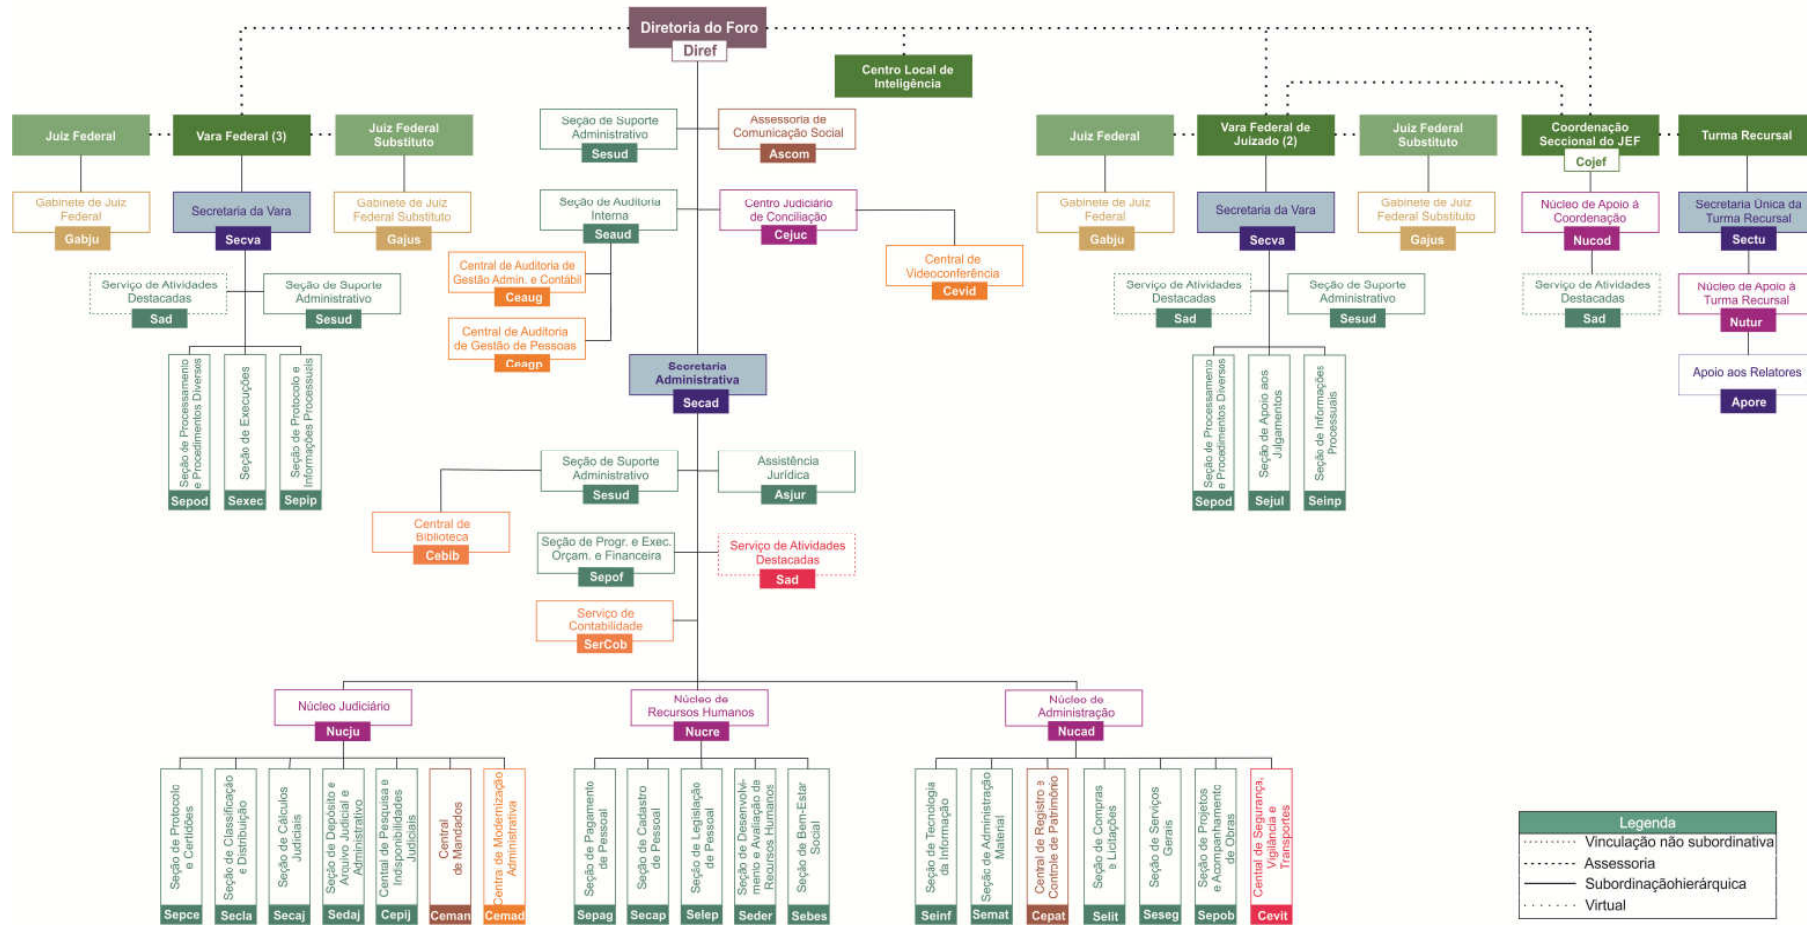 Diretoria do Foro
Diref
Centro Local de
Inteligência
Juiz Federal
Vara Federal (3)
Juiz Federal
Substituto
Seção de Suporte
Administrativo
Sesud
Assessoria de
Comunicação Social
Ascom
Juiz Federal
Vara Federal de
Juizado (2)
Juiz Federal
Substituto
Coordenação
Seccional do JEF
Cojef
Turma Recursal
Gabinete de Juiz
Federal
Gabju
Secretaria da Vara
Secva
Gabinete de Juiz
Federal Substituto
Gajus
Seção de Auditoria
Interna
Seaud
Centro Judiciário
de Conciliação
Cejuc
Gabinete de Juiz
Federal
Gabju
Secretaria da Vara
Secva
Gabinete de Juiz
Federal Substituto
Gajus
Núcleo de Apoio à
Coordenação
Nucod
Secretaria Única da
Turma Recursal
Sectu
Serviço de Atividades
Destacadas
Sad
Seção de Suporte
Administrativo
Sesud
Central de Auditoria de
Gestão Admin. e Contábil
Ceaug
Central de
Videoconferência
Cevid
Serviço de Atividades
Destacadas
Sad
Seção de Suporte
Administrativo
Sesud
Serviço de Atividades
Destacadas
Sad
Núcleo de Apoio à
Turma Recursal
Nutur
Central de Auditoria
de Gestão de Pessoas
Ceagp
Seção de Processamento
e Procedimentos Diversos
Sepod
Seção de Execuções
Sexec
Seção de Protocolo e
Informações Processuais
Sepip
Secretaria
Administrativa
Secad
Seção de Processamento
e Procedimentos Diversos
Sepod
Seção de Apoio aos
Julgamentos
Sejul
Seção de Informações
Processuais
Seinp
Apoio aos Relatores
Apore
Seção de Suporte
Administrativo
Sesud
Assistência
Jurídica
Asjur
Central de
Biblioteca
Cebib
Seção de Progr. e Exec.
Orçam. e Financeira
Sepof
Serviço de Atividades
Destacadas
Sad
Serviço de
Contabilidade
SerCob
Núcleo Judiciário
Nucju
Núcleo de
Recursos Humanos
Nucre
Núcleo de
Administração
Nucad
Seção de Protocolo
e Certidões
Sepce
Seção de Classificação
e Distribuição
Secla
Seção de Cálculos
Judiciais
Secaj
Seção de Depósito e
Arquivo Judicial e
Administrativo
Sedaj
Central de Pesquisa e
Indisponibilidades
Judiciais
Cepij
Central
de Mandados
Ceman
Central de Modernização
Administrativa
Cemad
Seção de Pagamento
de Pessoal
Sepag
Seção de Cadastro
de Pessoal
Secap
Seção de Legislação
de Pessoal
Selep
Seção de Desenvolvi-
mento e Avaliação de
Recursos Humanos
Seder
Seção de Bem-Estar
Social
Sebes
Seção de Tecnologia
da Informação
Seinf
Seção de Administração
Material
Semat
Central de Registro e
Controle de Patrimônio
Cepat
Seção de Compras
e Licitações
Selit
Seção de Serviços
Gerais
Seseg
Seção de Projetos
e Acompanhamento
de Obras
Sepob
Central de Segurança,
Vigilância e
Transportes
Cevit
Legenda
Vinculação não subordinativa
Assessoria
Subordinaçãohierárquica
Virtual